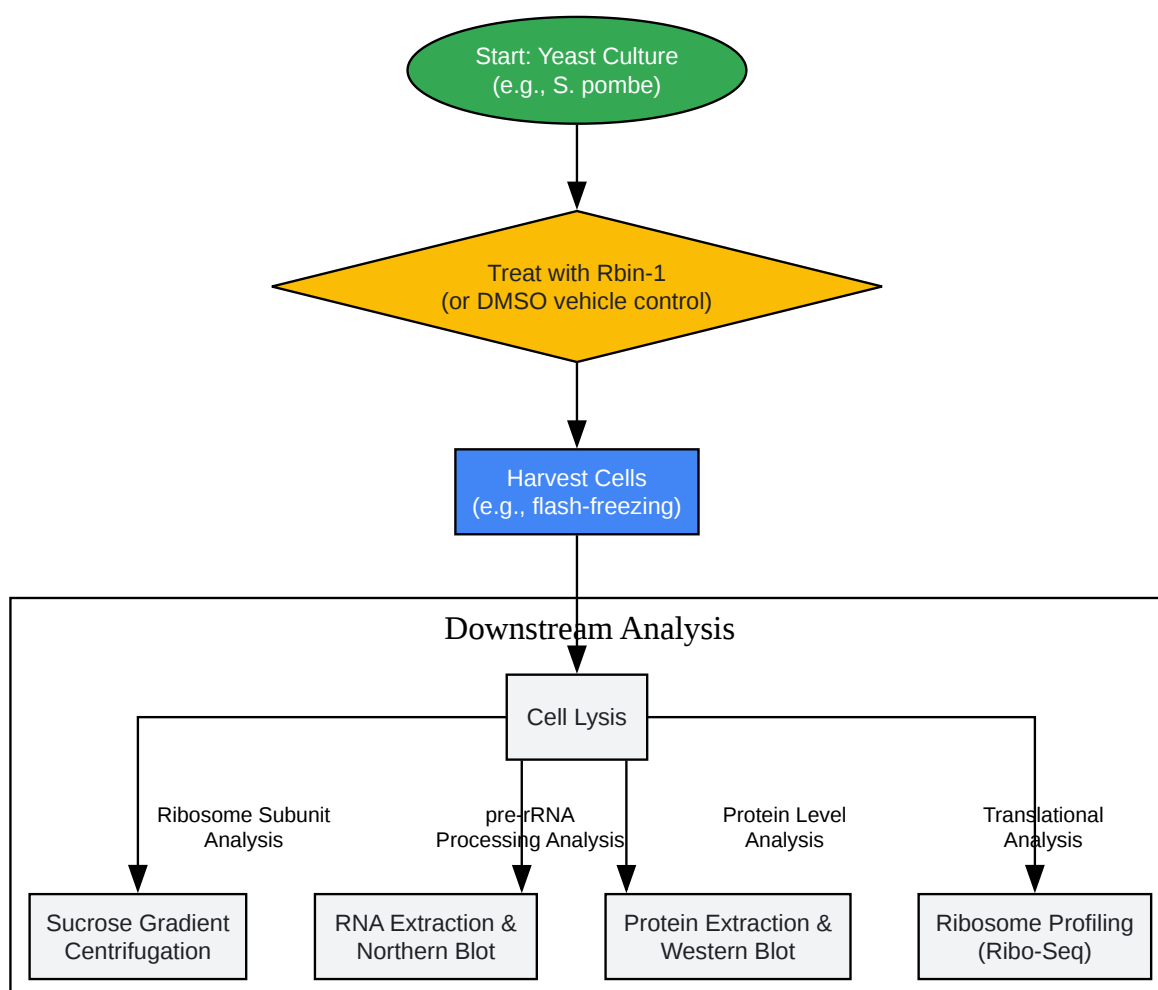 Start: Yeast Culture
(e.g., S. pombe)
Treat with Rbin-1
(or DMSO vehicle control)
Harvest Cells
(e.g., flash-freezing)
Downstream Analysis
Cell Lysis
Ribosome Subunit
Analysis
pre-rRNA
Processing Analysis
Protein Level
Analysis
Translational
Analysis
Sucrose Gradient
Centrifugation
RNA Extraction &
Northern Blot
Protein Extraction &
Western Blot
Ribosome Profiling
(Ribo-Seq)